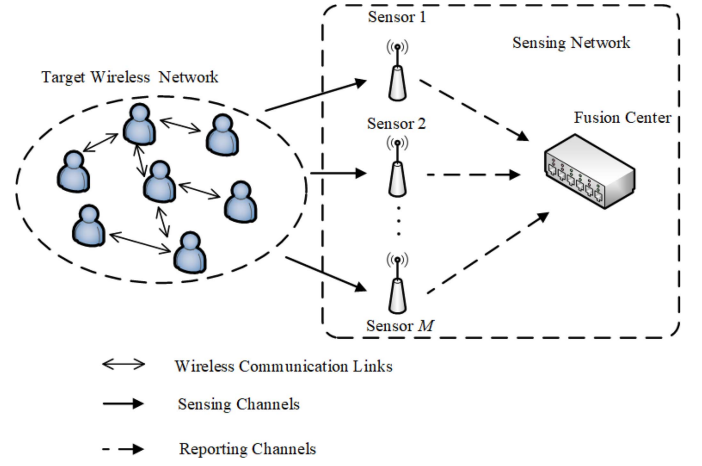 Sensor 1
Sensing Network
Target Wireless Network
Fusion Center
Sensor 2
Sensor M
Wireless Communication Links
Sensing Channels
Reporting Channels